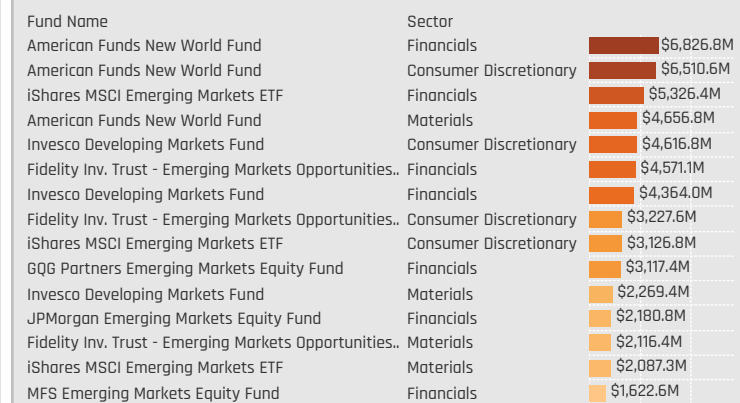 Fund Name Sector
American Funds New World Fund Financials $6,826.8M
American Funds New World Fund Consumer Discretionary $6,510.6M
iShares MSCI Emerging Markets ETF Financials $5,326.4M
American Funds New World Fund Materials $4,656.8M
Invesco Developing Markets Fund Consumer Discretionary $4,616.8M
Fidelity Inv. Trust - Emerging Markets Opportunities.. Financials $4,571.1M
Invesco Developing Markets Fund Financials $4,364.0M
Fidelity Inv. Trust - Emerging Markets Opportunities.. Consumer Discretionary $3,227.6M
iShares MSCI Emerging Markets ETF Consumer Discretionary $3,126.8M
GQG Partners Emerging Markets Equity Fund Financials $3,117.4M
Invesco Developing Markets Fund Materials $2,269.4M
JPMorgan Emerging Markets Equity Fund Financials $2,180.8M
Fidelity Inv. Trust - Emerging Markets Opportunities.. Materials $2,116.4M
iShares MSCI Emerging Markets ETF Materials $2,087.3M
MFS Emerging Markets Equity Fund Financials $1,622.6M